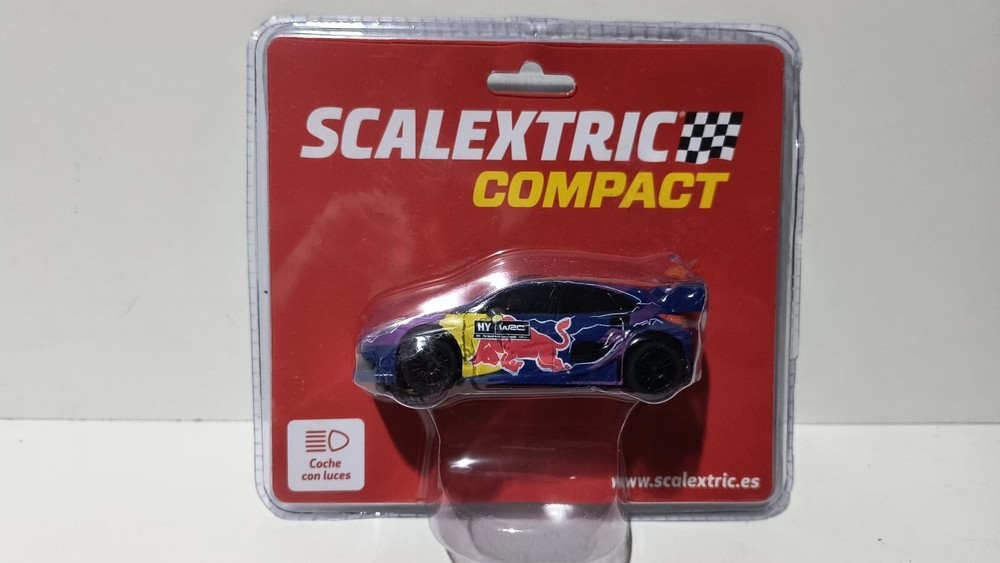 SCALEXTRIC
COMPACT
HY WRC
Coche
con luces
www.scalextric.es